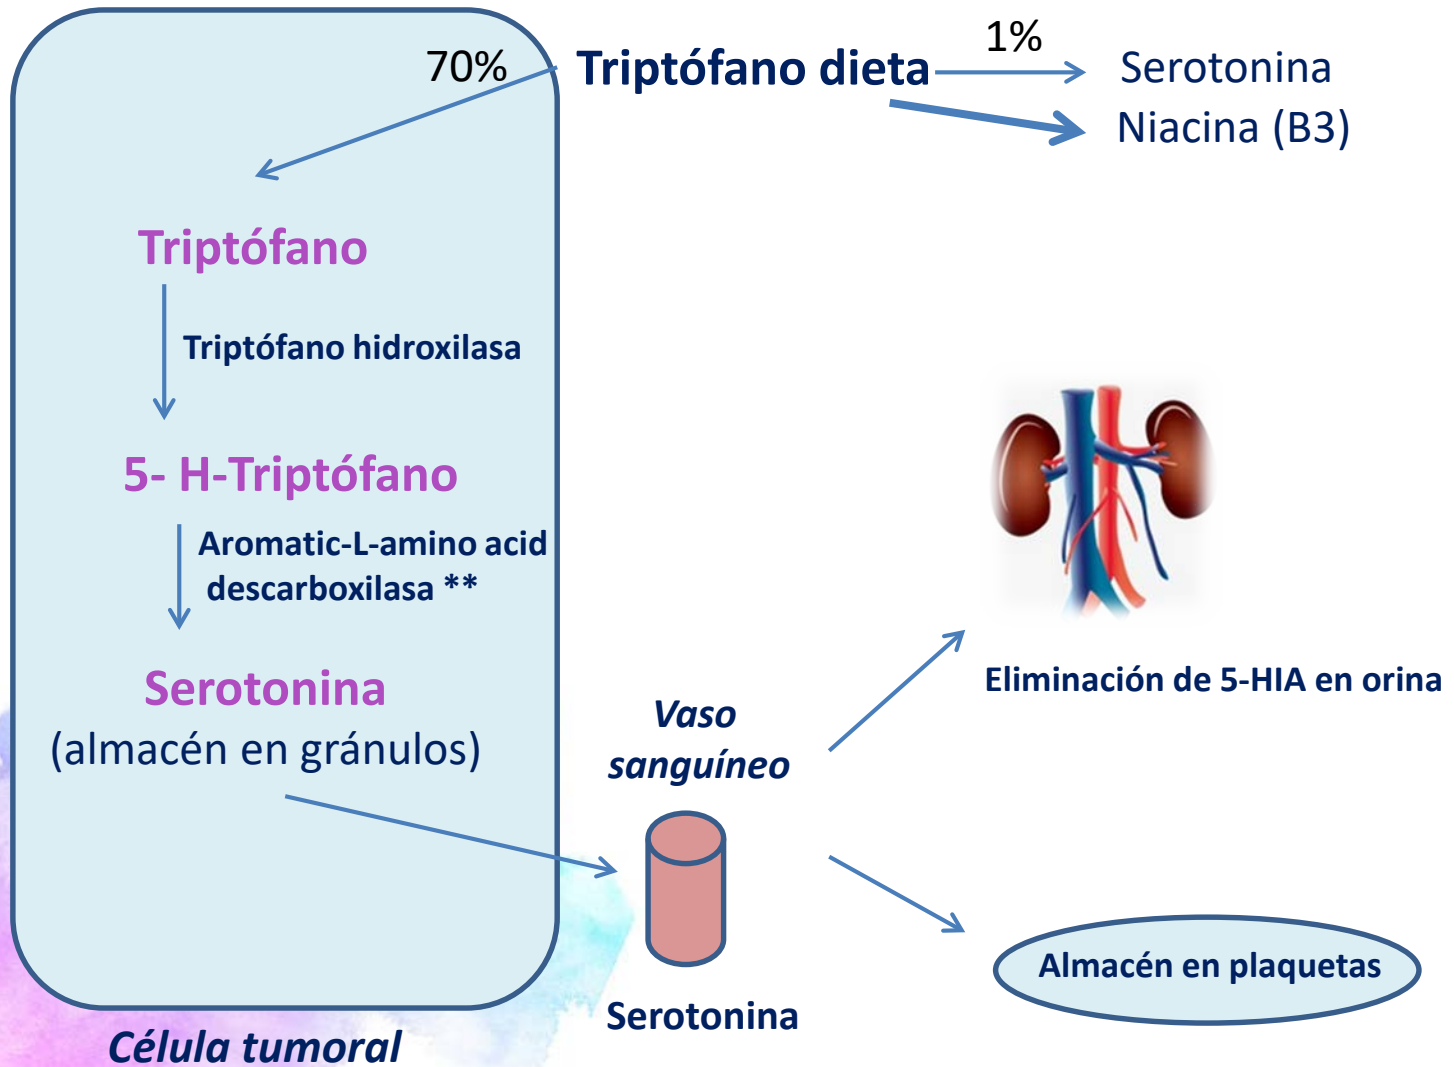 70%
Triptófano dieta
1%
Serotonina
Niacina (B3)
Triptófano
Triptófano hidroxilasa
5- H-Triptófano
Aromatic-L-amino acid
descarboxilasa **
Serotonina
(almacén en gránulos)
Célula tumoral
Vaso
sanguíneo
Serotonina
Eliminación de 5-HIA en orina
Almacén en plaquetas